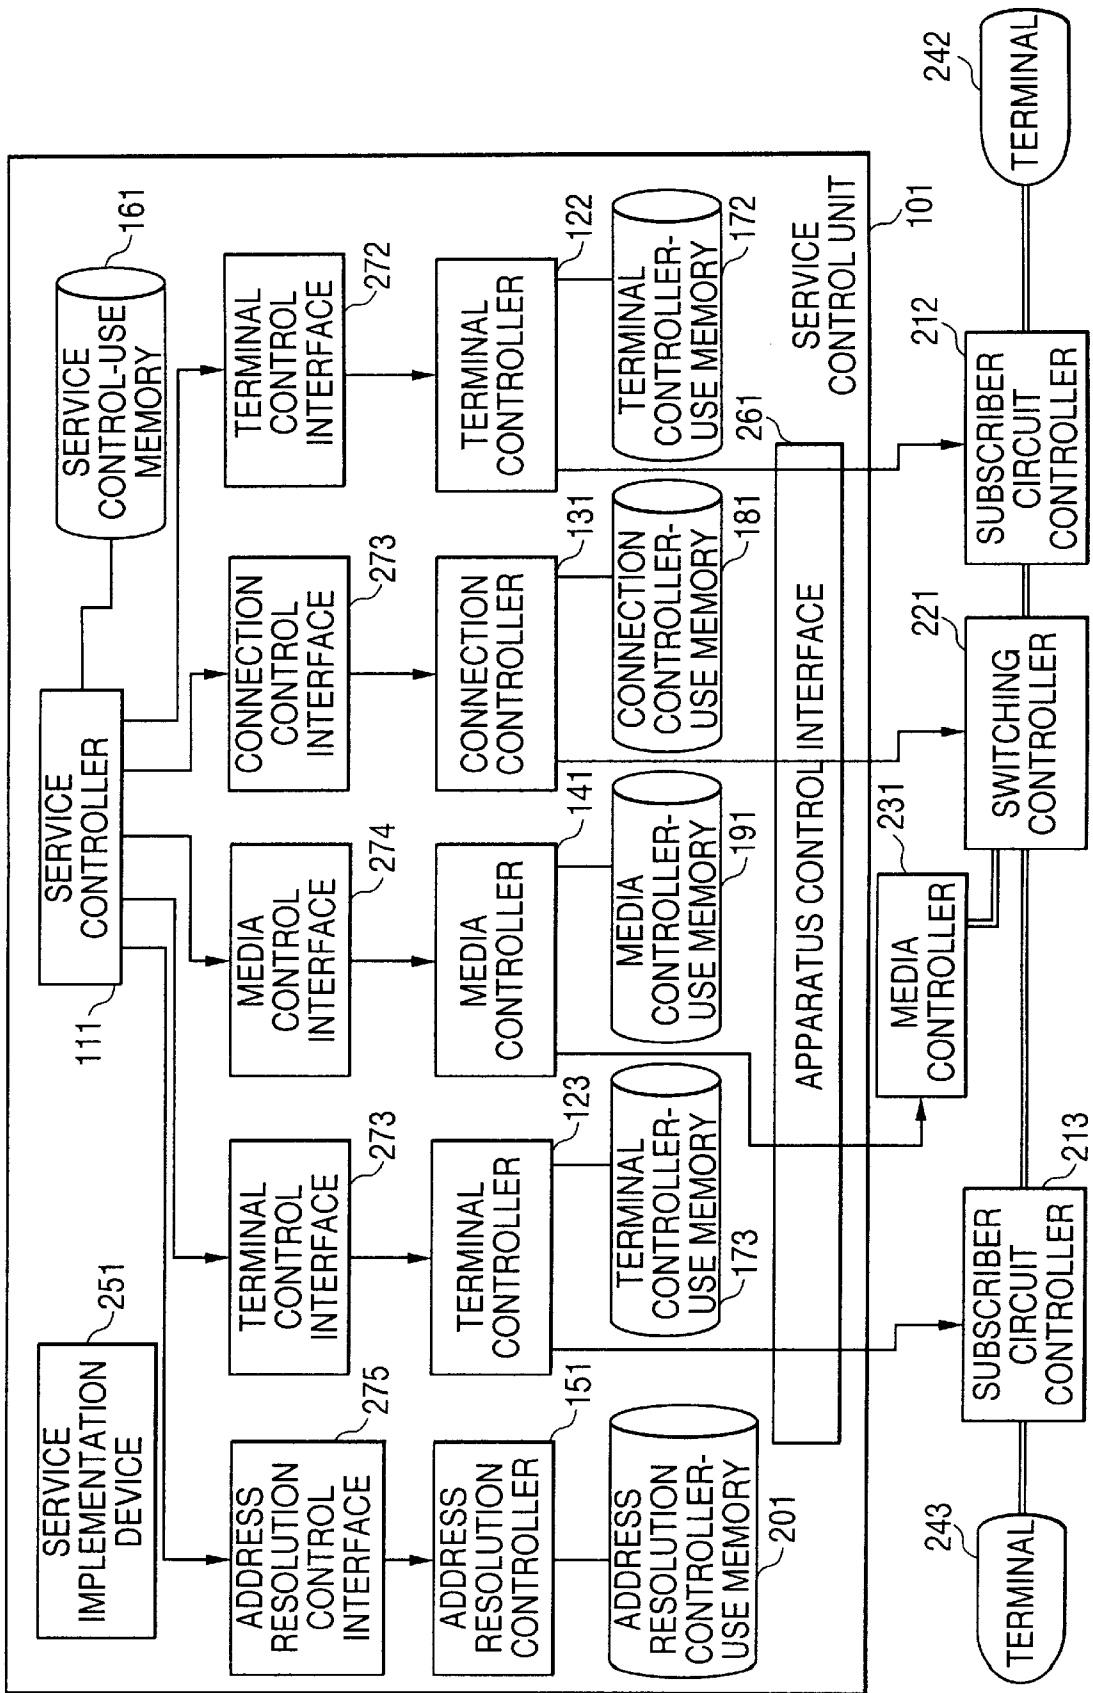 SERVICE
IMPLEMENTATION
DEVICE
251
SERVICE
CONTROLLER
111
SERVICE
CONTROL-USE
MEMORY
161
ADDRESS
RESOLUTION
CONTROL
INTERFACE
275
TERMINAL
CONTROL
INTERFACE
273
MEDIA
CONTROL
INTERFACE
274
CONNECTION
CONTROL
INTERFACE
273
TERMINAL
CONTROL
INTERFACE
272
ADDRESS
RESOLUTION
CONTROLLER
151
TERMINAL
CONTROLLER
123
MEDIA
CONTROLLER
141
CONNECTION
CONTROLLER
131
TERMINAL
CONTROLLER
122
ADDRESS
RESOLUTION
CONTROLLER-
USE MEMORY
201
TERMINAL
CONTROLLER-
USE MEMORY
173
MEDIA
CONTROLLER-
USE MEMORY
191
CONNECTION
CONTROLLER-
USE MEMORY
181
TERMINAL
CONTROLLER-
USE MEMORY
172
APPARATUS CONTROL INTERFACE
261
SERVICE
CONTROL UNIT
101
TERMINAL
243
SUBSCRIBER
CIRCUIT
CONTROLLER
213
MEDIA
CONTROLLER
231
SWITCHING
CONTROLLER
221
SUBSCRIBER
CIRCUIT
CONTROLLER
212
TERMINAL
242